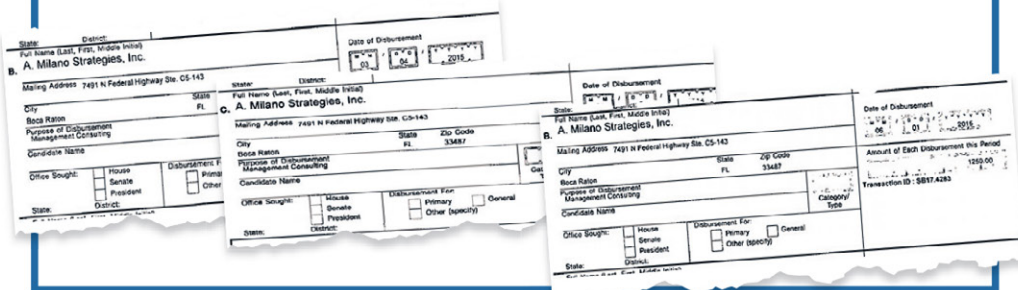 State: District:
Full Name (Last, First, Middle Initial)
B. A. Milano Strategies, Inc.
Mailing Address 7491 N Federal Highway Ste. C5-143
City State
Boca Raton FL
Purpose of Disbursement
Management Consulting
Candidate Name
Office Sought: House
Senate
President
Disbursement F
Primar
Other
State: District:
Date of Disbursement
03 04 2015
State: District:
Full Name (Last, First, Middle Initial)
C. A. Milano Strategies, Inc.
Mailing Address 7491 N Federal Highway Ste. C5-143
City State Zip Code
Boca Raton FL 33487
Purpose of Disbursement
Management Consulting
Candidate Name
Office Sought: House
Senate
President
Disbursement For:
Primary General
Other (specify)
State: District:
Date of Disbursement
State:
Full Name (Last, First, Middle Initial)
B. A. Milano Strategies, Inc.
Mailing Address 7491 N Federal Highway Ste. C5-143
City State Zip Code
Boca Raton FL 33487
Purpose of Disbursement
Management Consulting
Candidate Name
Category/
Type
Office Sought: House
Senate
President
Disbursement For:
Primary General
Other (specify)
State: District:
Full Name (Last, First, Middle Initial)
Date of Disbursement
06 01 2015
Amount of Each Disbursement this Period
1250.00
Transaction ID : SB17.4283